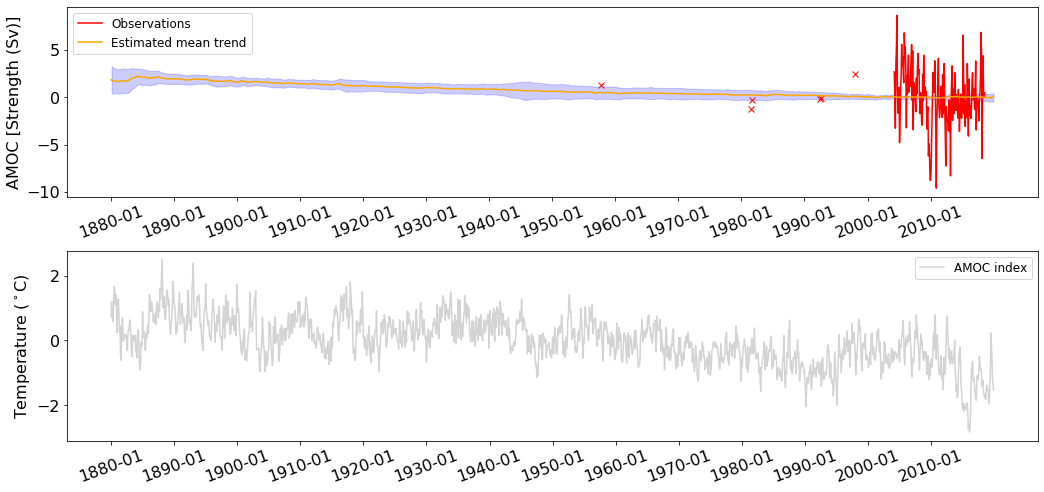 AMOC [Strength (Sv)]
5
0
−5
−10
Observations
Estimated mean trend
1880-01 1890-01 1900-01 1910-01 1920-01 1930-01 1940-01 1950-01 1960-01 1970-01 1980-01 1990-01 2000-01 2010-01
Temperature (°C)
2
0
−2
AMOC index
1880-01 1890-01 1900-01 1910-01 1920-01 1930-01 1940-01 1950-01 1960-01 1970-01 1980-01 1990-01 2000-01 2010-01